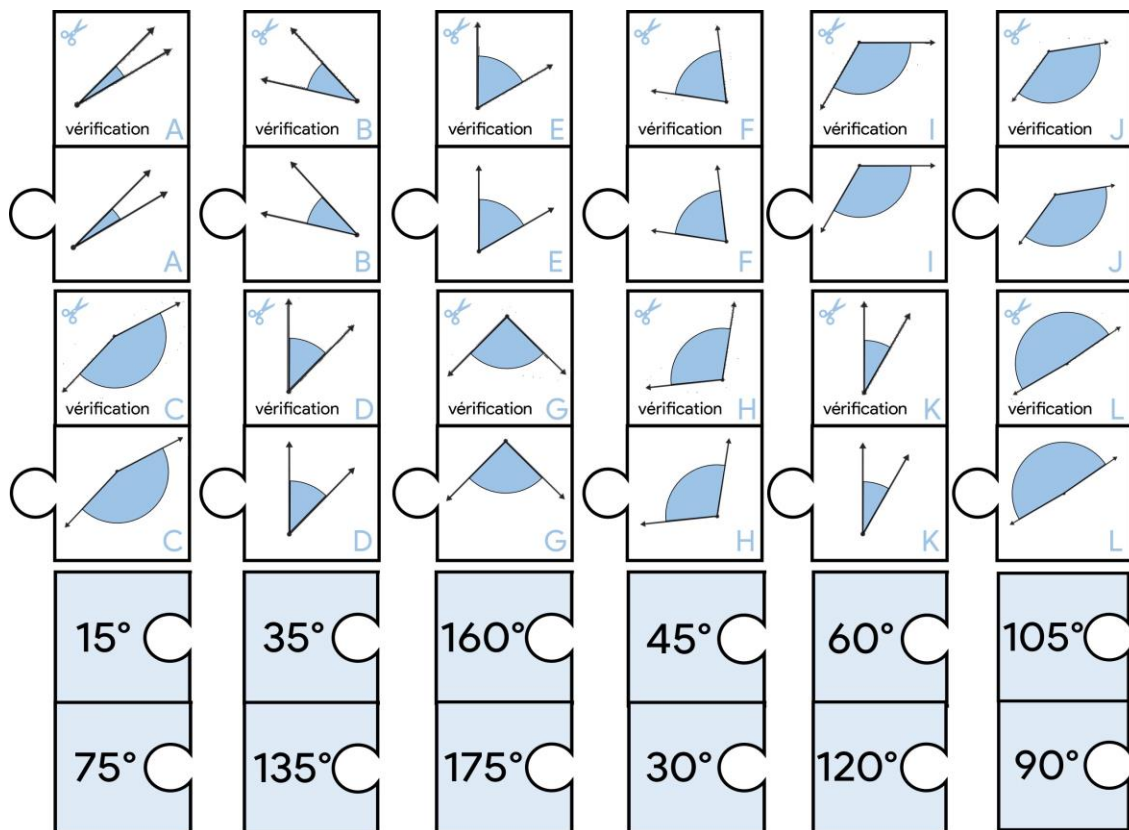 vérification A
vérification B
vérification E
vérification F
vérification I
vérification J
A
B
E
F
I
J
vérification C
vérification D
vérification G
vérification H
vérification K
vérification L
C
D
G
H
K
L
15°
35°
160°
45°
60°
105°
75°
135°
175°
30°
120°
90°